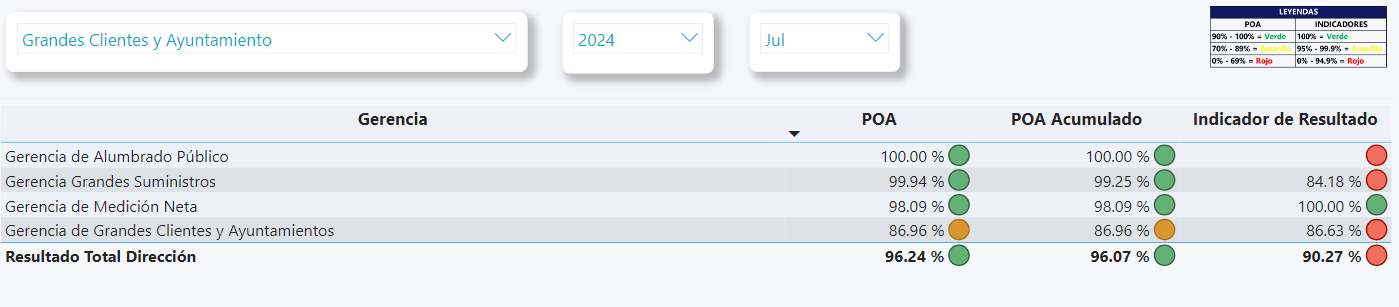 Grandes Clientes y Ayuntamiento
2024
Jul
LEYENDAS
POA INDICADORES
90% - 100% = Verde 100% = Verde
70% - 89% = Amarillo 95% - 99.9% = Amarillo
0% - 69% = Rojo 0% - 94.9% = Rojo
Gerencia POA POA Acumulado Indicador de Resultado
Gerencia de Alumbrado Público 100.00 % 100.00 %
Gerencia Grandes Suministros 99.94 % 99.25 % 84.18 %
Gerencia de Medición Neta 98.09 % 98.09 % 100.00 %
Gerencia de Grandes Clientes y Ayuntamientos 86.96 % 86.96 % 86.63 %
Resultado Total Dirección 96.24 % 96.07 % 90.27 %